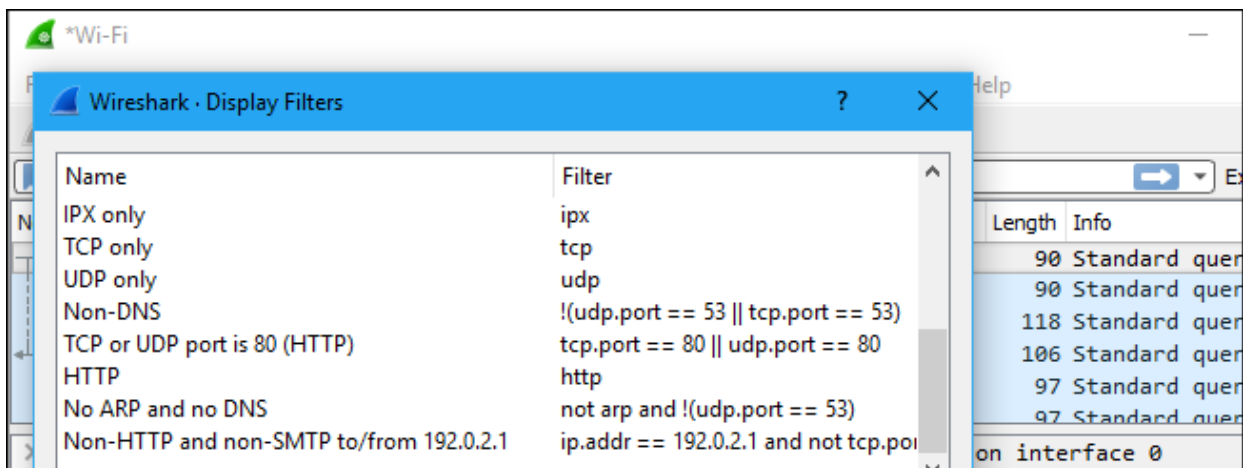 *Wi-Fi
Wireshark · Display Filters ? Help
Name Filter
IPX only ipx
TCP only tcp
UDP only udp
Non-DNS !(udp.port == 53 || tcp.port == 53)
TCP or UDP port is 80 (HTTP) tcp.port == 80 || udp.port == 80
HTTP http
No ARP and no DNS not arp and !(udp.port == 53)
Non-HTTP and non-SMTP to/from 192.0.2.1 ip.addr == 192.0.2.1 and not tcp.por
Length Info
90 Standard quer
90 Standard quer
118 Standard quer
106 Standard quer
97 Standard quer
97 Standard quer
on interface 0